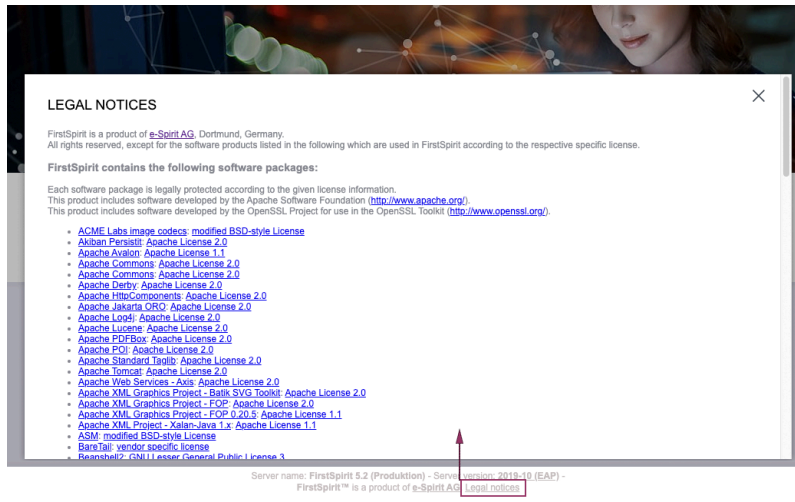 LEGAL NOTICES
FirstSpirit is a product of e-Spirit AG, Dortmund, Germany.
All rights reserved, except for the software products listed in the following which are used in FirstSpirit according to the respective specific license.
FirstSpirit contains the following software packages:
Each software package is legally protected according to the given license information.
This product includes software developed by the Apache Software Foundation (http://www.apache.org/).
This product includes software developed by the OpenSSL Project for use in the OpenSSL Toolkit (http://www.openssl.org/).
ACME Labs image codecs: modified BSD-style License
Akiban Persistit: Apache License 2.0
Apache Avalon: Apache License 1.1
Apache Commons: Apache License 2.0
Apache Commons: Apache License 2.0
Apache Derby: Apache License 2.0
Apache HttpComponents: Apache License 2.0
Apache Jakarta ORO: Apache License 2.0
Apache Log4j: Apache License 2.0
Apache Lucene: Apache License 2.0
Apache PDFBox: Apache License 2.0
Apache POI: Apache License 2.0
Apache Standard Taglib: Apache License 2.0
Apache Tomcat: Apache License 2.0
Apache Web Services - Axis: Apache License 2.0
Apache XML Graphics Project - Batik SVG Toolkit: Apache License 2.0
Apache XML Graphics Project - FOP: Apache License 2.0
Apache XML Graphics Project - FOP 0.20.5: Apache License 1.1
Apache XML Project - Xalan-Java 1.x: Apache License 1.1
ASM: modified BSD-style License
BareTail: vendor specific license
Beanshell2: GNU Lesser General Public License 3
Server name: FirstSpirit 5.2 (Produktion) - Server version: 2019-10 (EAP) -
FirstSpirit™ is a product of e-Spirit AG Legal notices